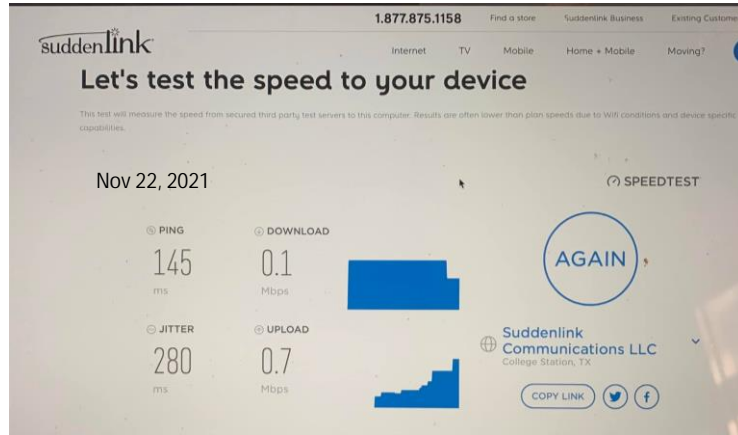 1.877.875.1158 Find a store Suddenlink Business Existing Custome
suddenlink
Internet TV Mobile Home + Mobile Moving?
Let's test the speed to your device
This test will measure the speed from secured third party test servers to this computer. Results are often lower than plan speeds due to Wifi conditions and device specific
capabilities.
Nov 22, 2021
SPEEDTEST
PING
145
ms
DOWNLOAD
0.1
Mbps
AGAIN
JITTER
280
ms
UPLOAD
0.7
Mbps
Suddenlink
Communications LLC
College Station, TX
COPY LINK